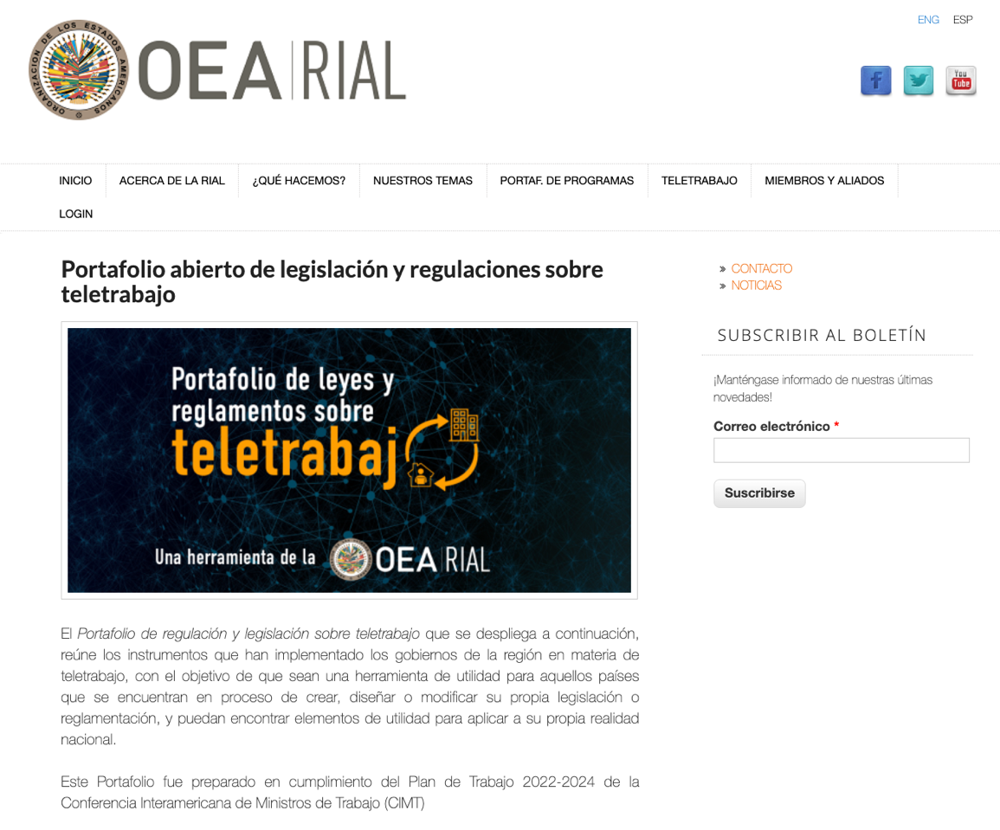 ENG ESP
ORGANIZACION DE LOS ESTADOS AMERICANOS
OEA RIAL
You
Tube
INICIO ACERCA DE LA RIAL ¿QUÉ HACEMOS? NUESTROS TEMAS PORTAF. DE PROGRAMAS TELETRABAJO MIEMBROS Y ALIADOS
LOGIN
Portafolio abierto de legislación y regulaciones sobre
teletrabajo
Portafolio de leyes y
reglamentos sobre
teletrabaj
Una herramienta de la OEA RIAL
El Portafolio de regulación y legislación sobre teletrabajo que se despliega a continuación,
reúne los instrumentos que han implementado los gobiernos de la región en materia de
teletrabajo, con el objetivo de que sean una herramienta de utilidad para aquellos países
que se encuentran en proceso de crear, diseñar o modificar su propia legislación o
reglamentación, y puedan encontrar elementos de utilidad para aplicar a su propia realidad
nacional.
Este Portafolio fue preparado en cumplimiento del Plan de Trabajo 2022-2024 de la
Conferencia Interamericana de Ministros de Trabajo (CIMT)
» CONTACTO
» NOTICIAS
SUBSCRIBIR AL BOLETÍN
¡Manténgase informado de nuestras últimas
novedades!
Correo electrónico *
Suscribirse